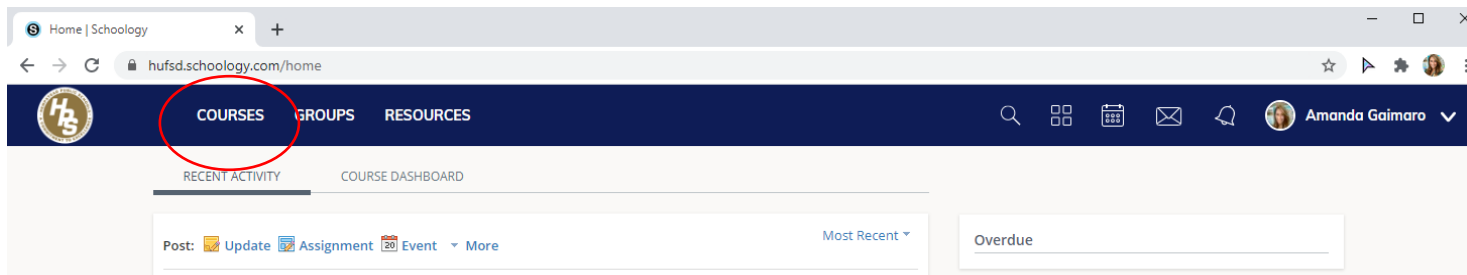 Home | Schoology
hufsd.schoology.com/home
HPS
COURSES GROUPS RESOURCES
Amanda Gaimaro
RECENT ACTIVITY COURSE DASHBOARD
Post: Update Assignment 20 Event More
Most Recent
Overdue